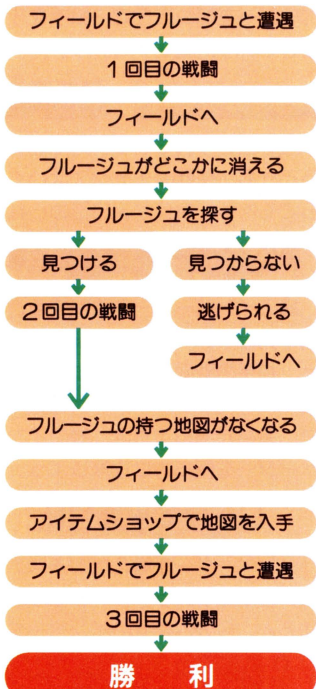 フィールドでフルージュと遭遇
1回目の戦闘
フィールドへ
フルージュがどこかに消える
フルージュを探す
見つける
見つからない
2回目の戦闘
逃げられる
フィールドへ
フルージュの持つ地図がなくなる
フィールドへ
アイテムショップで地図を入手
フィールドでフルージュと遭遇
3回目の戦闘
勝　利